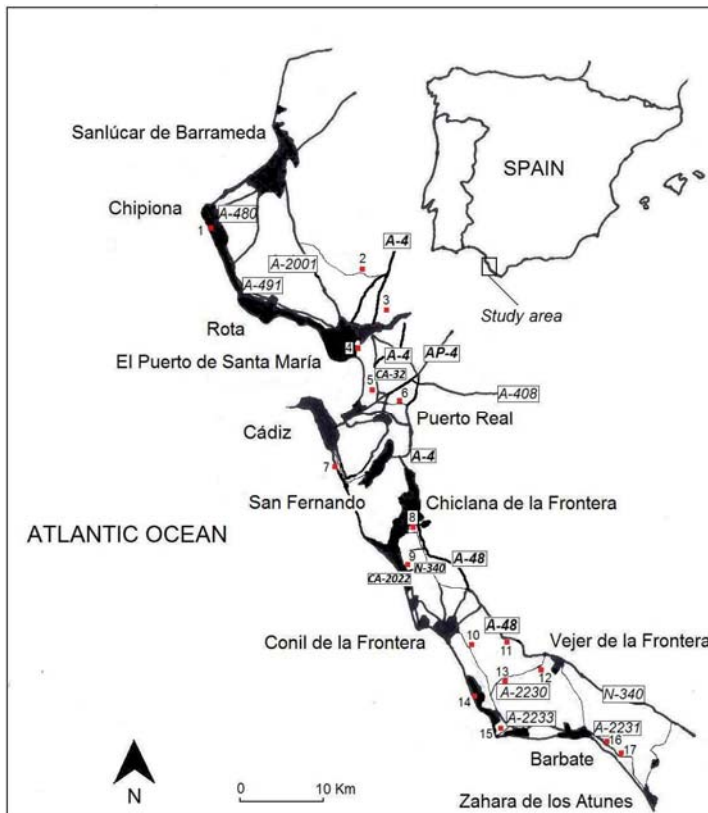 Sanlúcar de Barrameda
SPAIN
Chipiona
A-480
1
2
A-4
A-2001
A-491
3
Study area
Rota
4
El Puerto de Santa María
A-4
AP-4
CA-32
5
A-408
6
Puerto Real
Cádiz
A-4
7
San Fernando
Chiclana de la Frontera
8
ATLANTIC OCEAN
A-48
9
N-340
CA-2022
A-48
Conil de la Frontera
10
11
Vejer de la Frontera
12
13
A-2230
N-340
14
A-2233
15
A-2231
16
17
Barbate
N
0 10 Km
Zahara de los Atunes